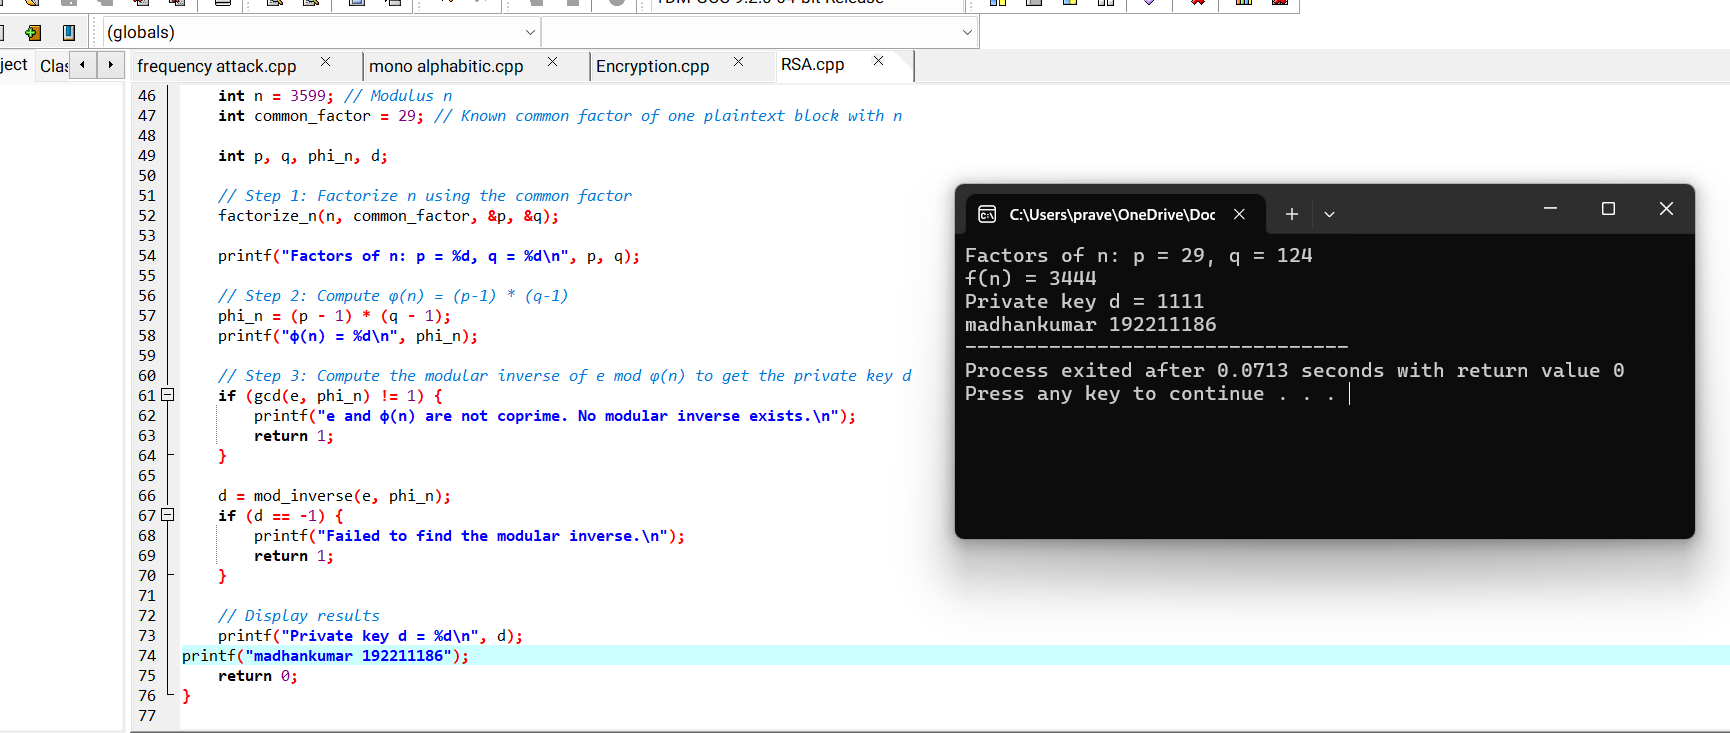 (globals)
ject Clas
frequency attack.cpp
mono alphabitic.cpp
Encryption.cpp
RSA.cpp
46 int n = 3599; // Modulus n
47 int common_factor = 29; // Known common factor of one plaintext block with n
48
49 int p, q, phi_n, d;
50
51 // Step 1: Factorize n using the common factor
52 factorize_n(n, common_factor, &p, &q);
53
54 printf("Factors of n: p = %d, q = %d\n", p, q);
55
56 // Step 2: Compute φ(n) = (p-1) * (q-1)
57 phi_n = (p - 1) * (q - 1);
58 printf("ϕ(n) = %d\n", phi_n);
59
60 // Step 3: Compute the modular inverse of e mod φ(n) to get the private key d
61 if (gcd(e, phi_n) != 1) {
62 printf("e and ϕ(n) are not coprime. No modular inverse exists.\n");
63 return 1;
64 }
65
66 d = mod_inverse(e, phi_n);
67 if (d == -1) {
68 printf("Failed to find the modular inverse.\n");
69 return 1;
70 }
71
72 // Display results
73 printf("Private key d = %d\n", d);
74 printf("madhankumar 192211186");
75 return 0;
76 }
77
C:\Users\prave\OneDrive\Doc
Factors of n: p = 29, q = 124
f(n) = 3444
Private key d = 1111
madhankumar 192211186
--------------------------------
Process exited after 0.0713 seconds with return value 0
Press any key to continue . . .